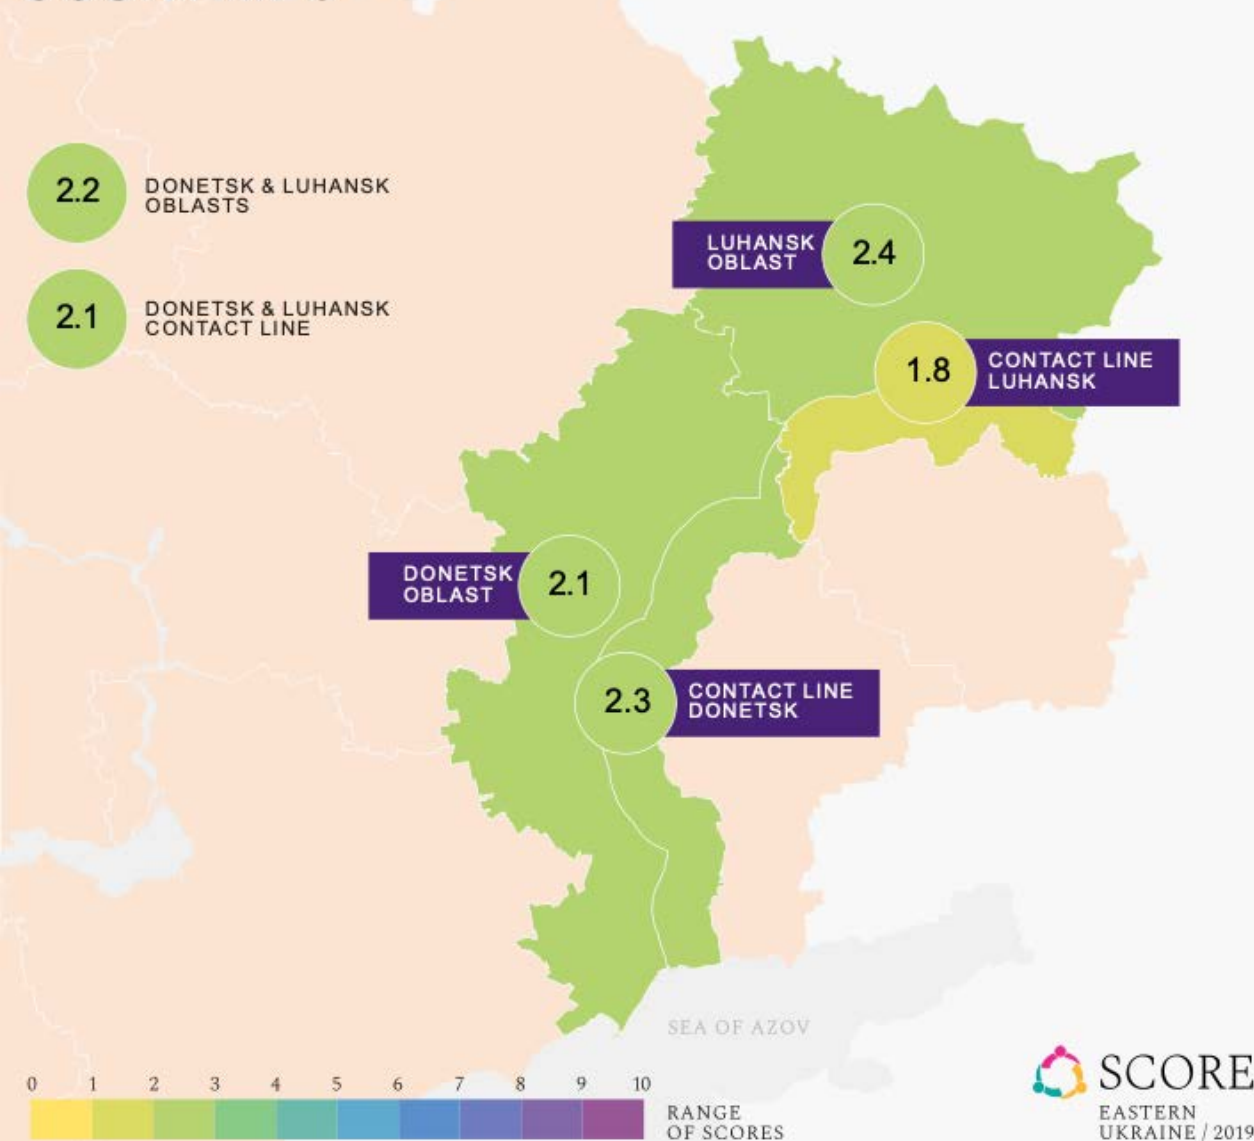 2.2
DONETSK & LUHANSK
OBLASTS
2.1
DONETSK & LUHANSK
CONTACT LINE
LUHANSK
OBLAST
2.4
1.8
CONTACT LINE
LUHANSK
DONETSK
OBLAST
2.1
2.3
CONTACT LINE
DONETSK
SEA OF AZOV
0 1 2 3 4 5 6 7 8 9 10
RANGE
OF SCORES
SCORE
EASTERN
UKRAINE / 2019